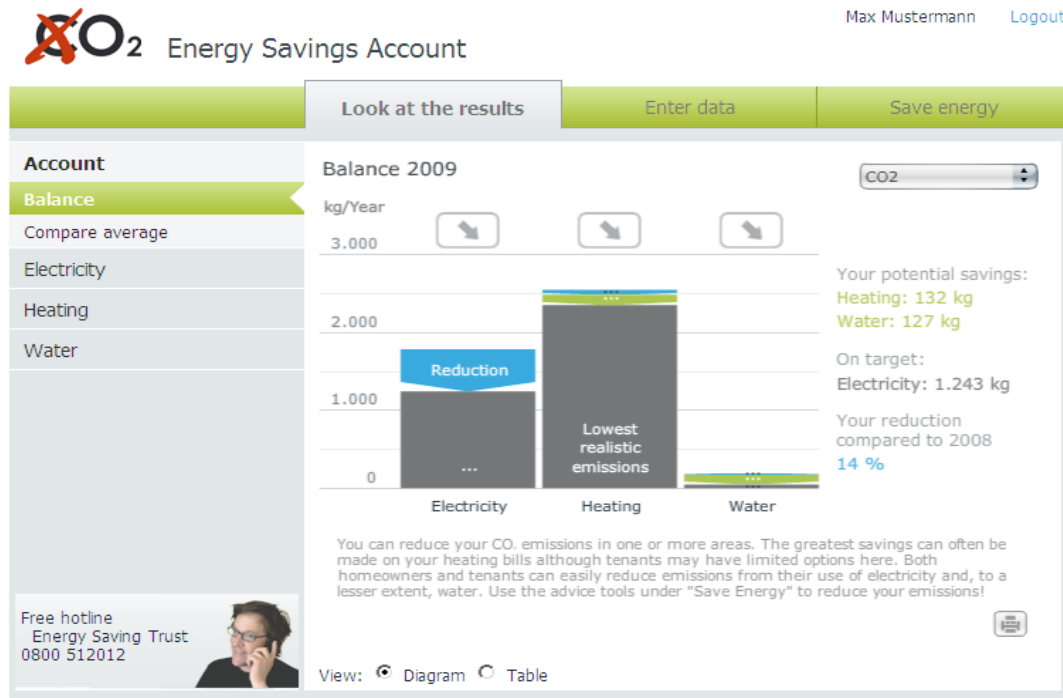 Max Mustermann Logout
CO2 Energy Savings Account
Look at the results Enter data Save energy
Account
Balance
Compare average
Electricity
Heating
Water
Balance 2009
CO2
kg/Year
3.000
2.000
1.000
0
Reduction
...
...
...
Lowest
realistic
emissions
...
...
Electricity Heating Water
Your potential savings:
Heating: 132 kg
Water: 127 kg
On target:
Electricity: 1.243 kg
Your reduction
compared to 2008
14 %
You can reduce your CO. emissions in one or more areas. The greatest savings can often be
made on your heating bills although tenants may have limited options here. Both
homeowners and tenants can easily reduce emissions from their use of electricity and, to a
lesser extent, water. Use the advice tools under "Save Energy" to reduce your emissions!
Free hotline
Energy Saving Trust
0800 512012
View: Diagram Table